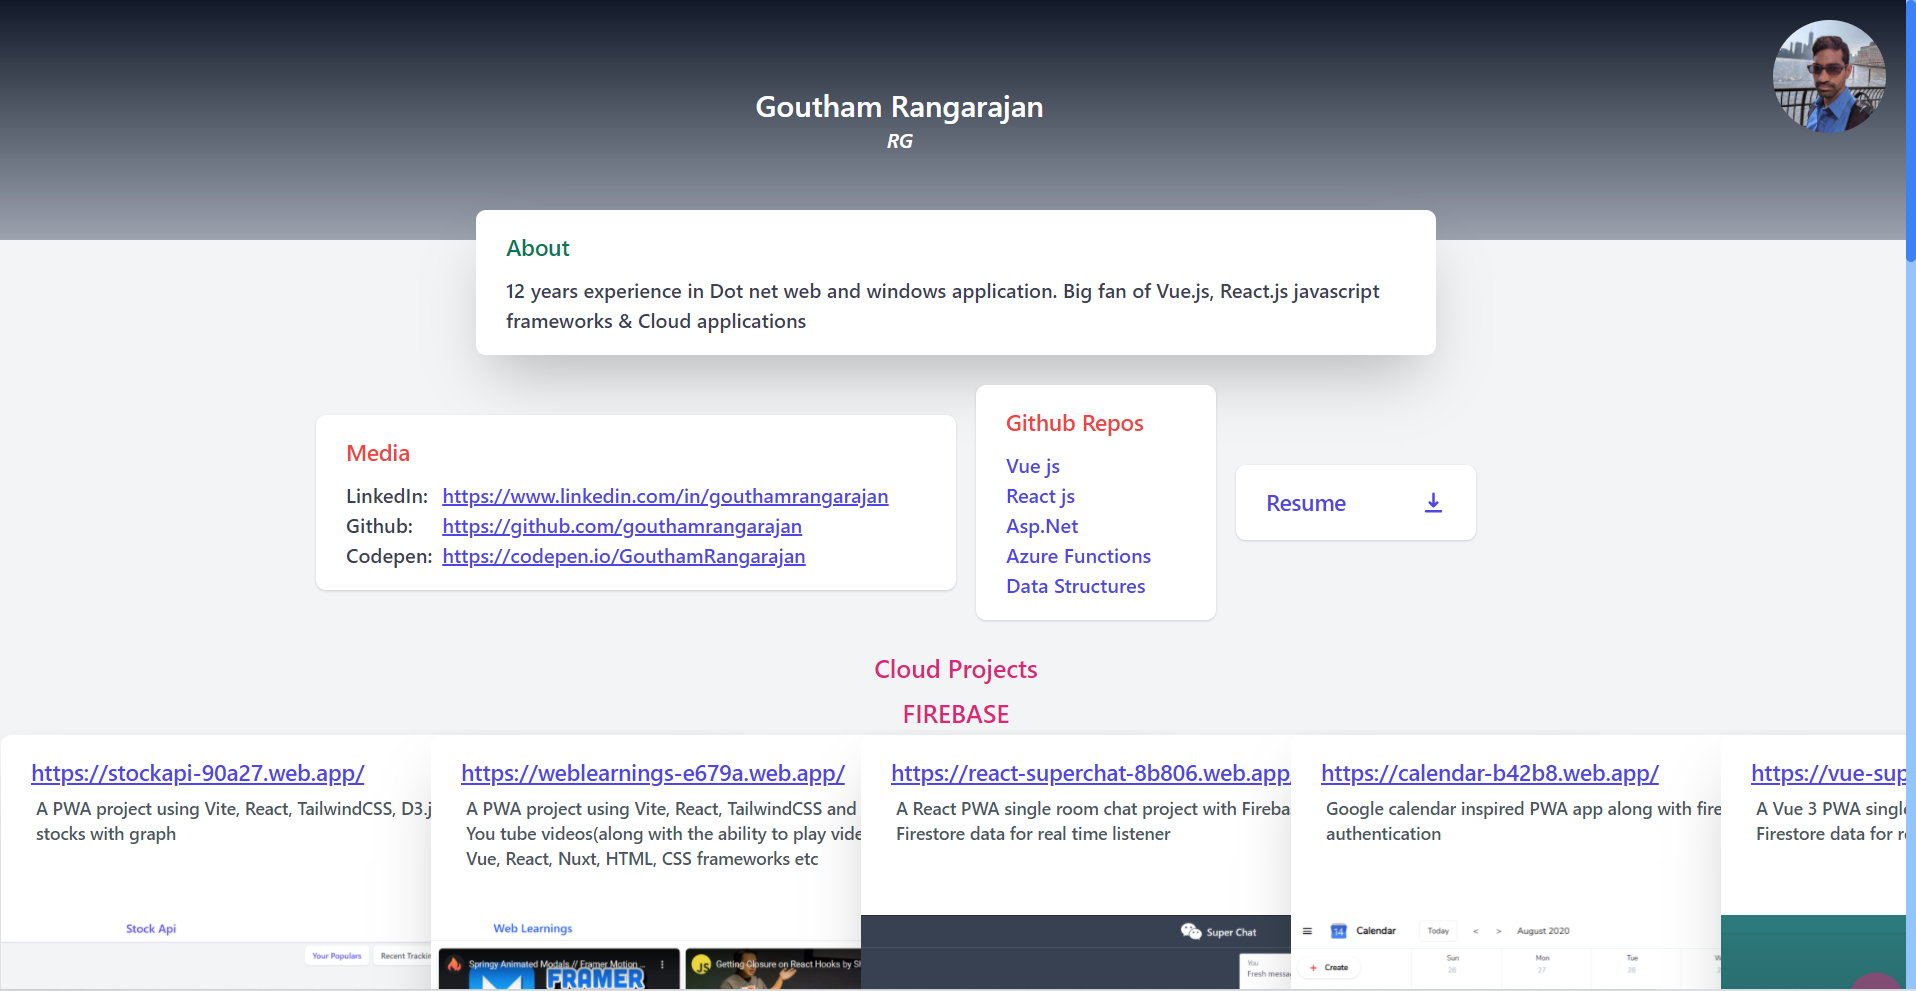 Goutham Rangarajan
RG
About
12 years experience in Dot net web and windows application. Big fan of Vue.js, React.js javascript
frameworks & Cloud applications
Media
LinkedIn: https://www.linkedin.com/in/gouthamrangarajan
Github: https://github.com/gouthamrangarajan
Codepen: https://codepen.io/GouthamRangarajan
Github Repos
Vue js
React js
Asp.Net
Azure Functions
Data Structures
Resume
Cloud Projects
FIREBASE
https://stockapi-90a27.web.app/
A PWA project using Vite, React, TailwindCSS, D3.j
stocks with graph
Stock Api
Your Populars
Recent Trackin
https://weblearnings-e679a.web.app/
A PWA project using Vite, React, TailwindCSS and
You tube videos(along with the ability to play vide
Vue, React, Nuxt, HTML, CSS frameworks etc
Web Learnings
Springy Animated Modals // Framer Motion ...
FRAMER
JS
Getting Closure on React Hooks by Sh
https://react-superchat-8b806.web.app
A React PWA single room chat project with Fireba
Firestore data for real time listener
Super Chat
You
Fresh messa
https://calendar-b42b8.web.app/
Google calendar inspired PWA app along with fire
authentication
14
Calendar
Today
< >
August 2020
+ Create
Sun Mon Tue W
26 27 28 2
https://vue-sup
A Vue 3 PWA singl
Firestore data for r